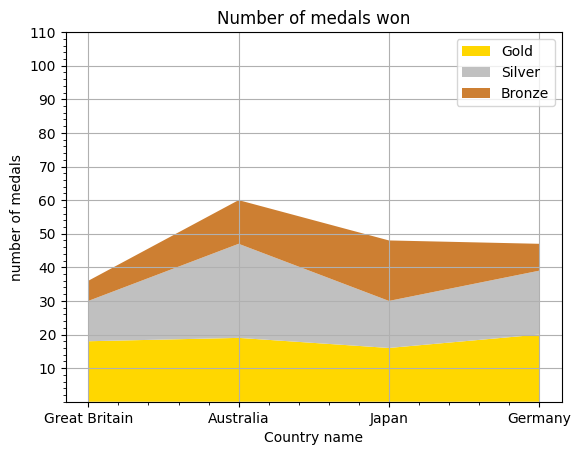 Number of medals won
Gold
Silver
Bronze
number of medals
110
100
90
80
70
60
50
40
30
20
10
Great Britain Australia Japan Germany
Country name